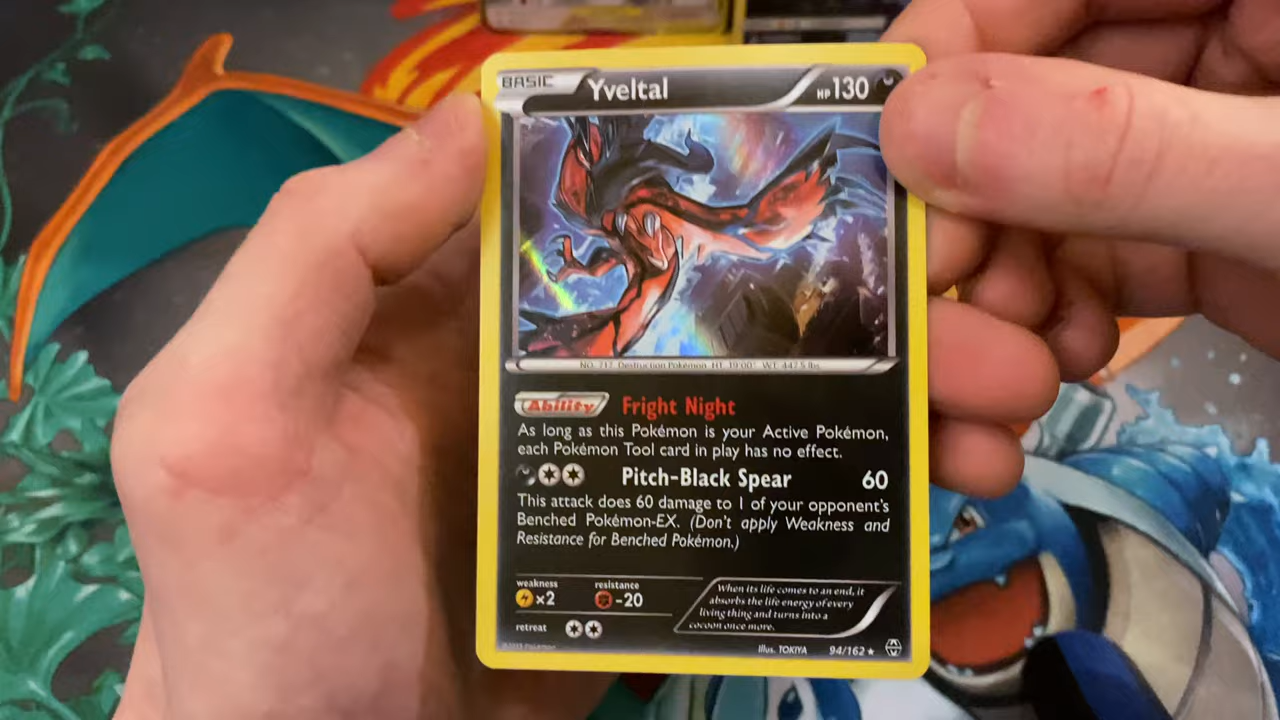 BASIC Yveltal HP130
NO. 717 Destruction Pokémon HT: 19'00" WT: 447.5 lbs.
Ability Fright Night
As long as this Pokémon is your Active Pokémon,
each Pokémon Tool card in play has no effect.
Pitch-Black Spear 60
This attack does 60 damage to 1 of your opponent's
Benched Pokémon-EX. (Don't apply Weakness and
Resistance for Benched Pokémon.)
weakness resistance
×2 -20
retreat
When its life comes to an end, it
absorbs the life energy of every
living thing and turns into a
cocoon once more.
©2015 Pokémon
Illus. TOKIYA 94/162